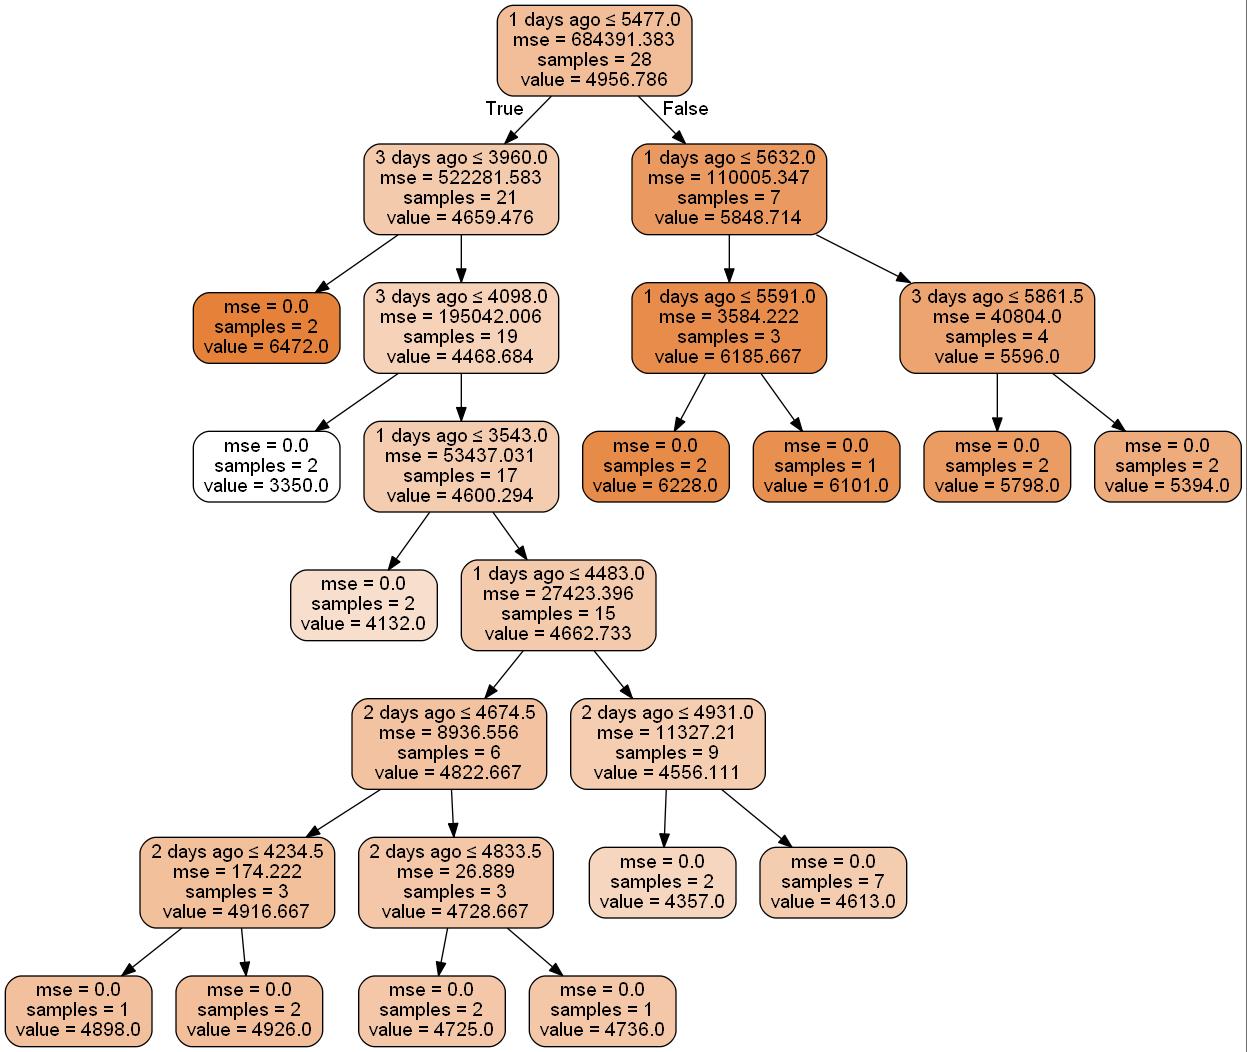 1 days ago ≤ 5477.0
mse = 684391.383
samples = 28
value = 4956.786
True
False
3 days ago ≤ 3960.0
mse = 522281.583
samples = 21
value = 4659.476
1 days ago ≤ 5632.0
mse = 110005.347
samples = 7
value = 5848.714
mse = 0.0
samples = 2
value = 6472.0
3 days ago ≤ 4098.0
mse = 195042.006
samples = 19
value = 4468.684
1 days ago ≤ 5591.0
mse = 3584.222
samples = 3
value = 6185.667
3 days ago ≤ 5861.5
mse = 40804.0
samples = 4
value = 5596.0
mse = 0.0
samples = 2
value = 3350.0
1 days ago ≤ 3543.0
mse = 53437.031
samples = 17
value = 4600.294
mse = 0.0
samples = 2
value = 6228.0
mse = 0.0
samples = 1
value = 6101.0
mse = 0.0
samples = 2
value = 5798.0
mse = 0.0
samples = 2
value = 5394.0
mse = 0.0
samples = 2
value = 4132.0
1 days ago ≤ 4483.0
mse = 27423.396
samples = 15
value = 4662.733
2 days ago ≤ 4674.5
mse = 8936.556
samples = 6
value = 4822.667
2 days ago ≤ 4931.0
mse = 11327.21
samples = 9
value = 4556.111
2 days ago ≤ 4234.5
mse = 174.222
samples = 3
value = 4916.667
2 days ago ≤ 4833.5
mse = 26.889
samples = 3
value = 4728.667
mse = 0.0
samples = 2
value = 4357.0
mse = 0.0
samples = 7
value = 4613.0
mse = 0.0
samples = 1
value = 4898.0
mse = 0.0
samples = 2
value = 4926.0
mse = 0.0
samples = 2
value = 4725.0
mse = 0.0
samples = 1
value = 4736.0